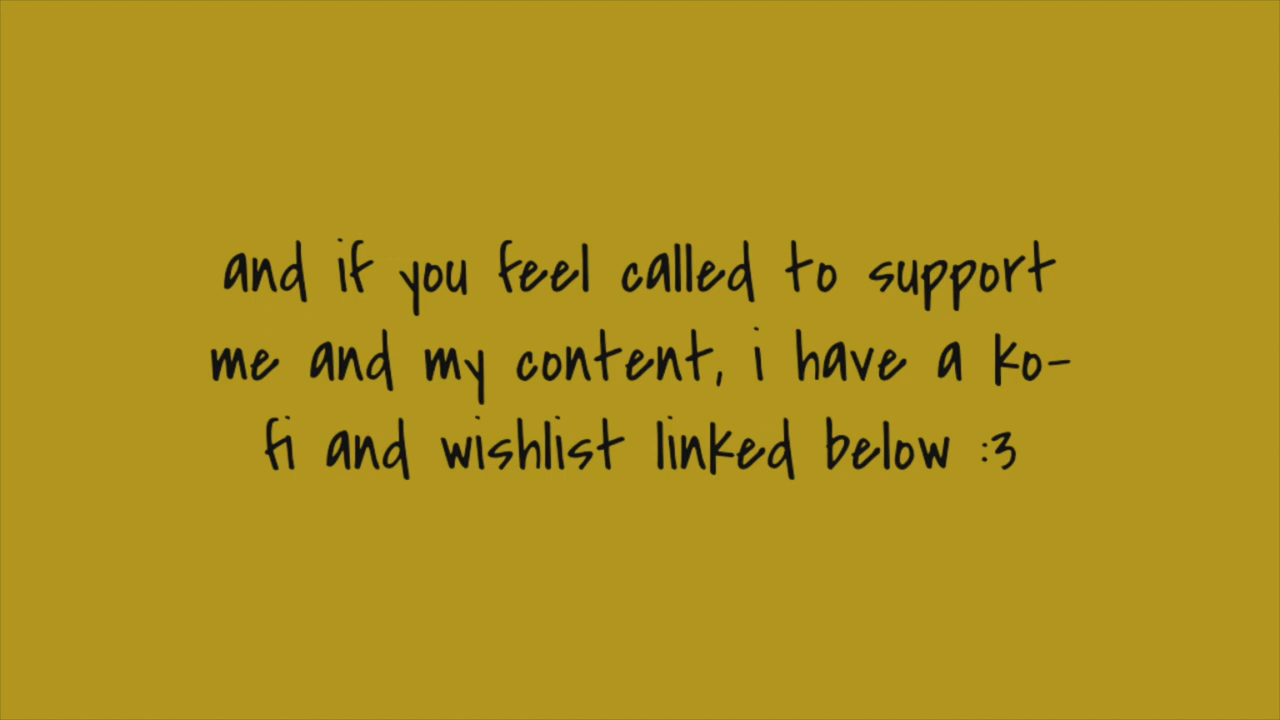 and if you feel called to support
me and my content, i have a ko-
fi and wishlist linked below :3